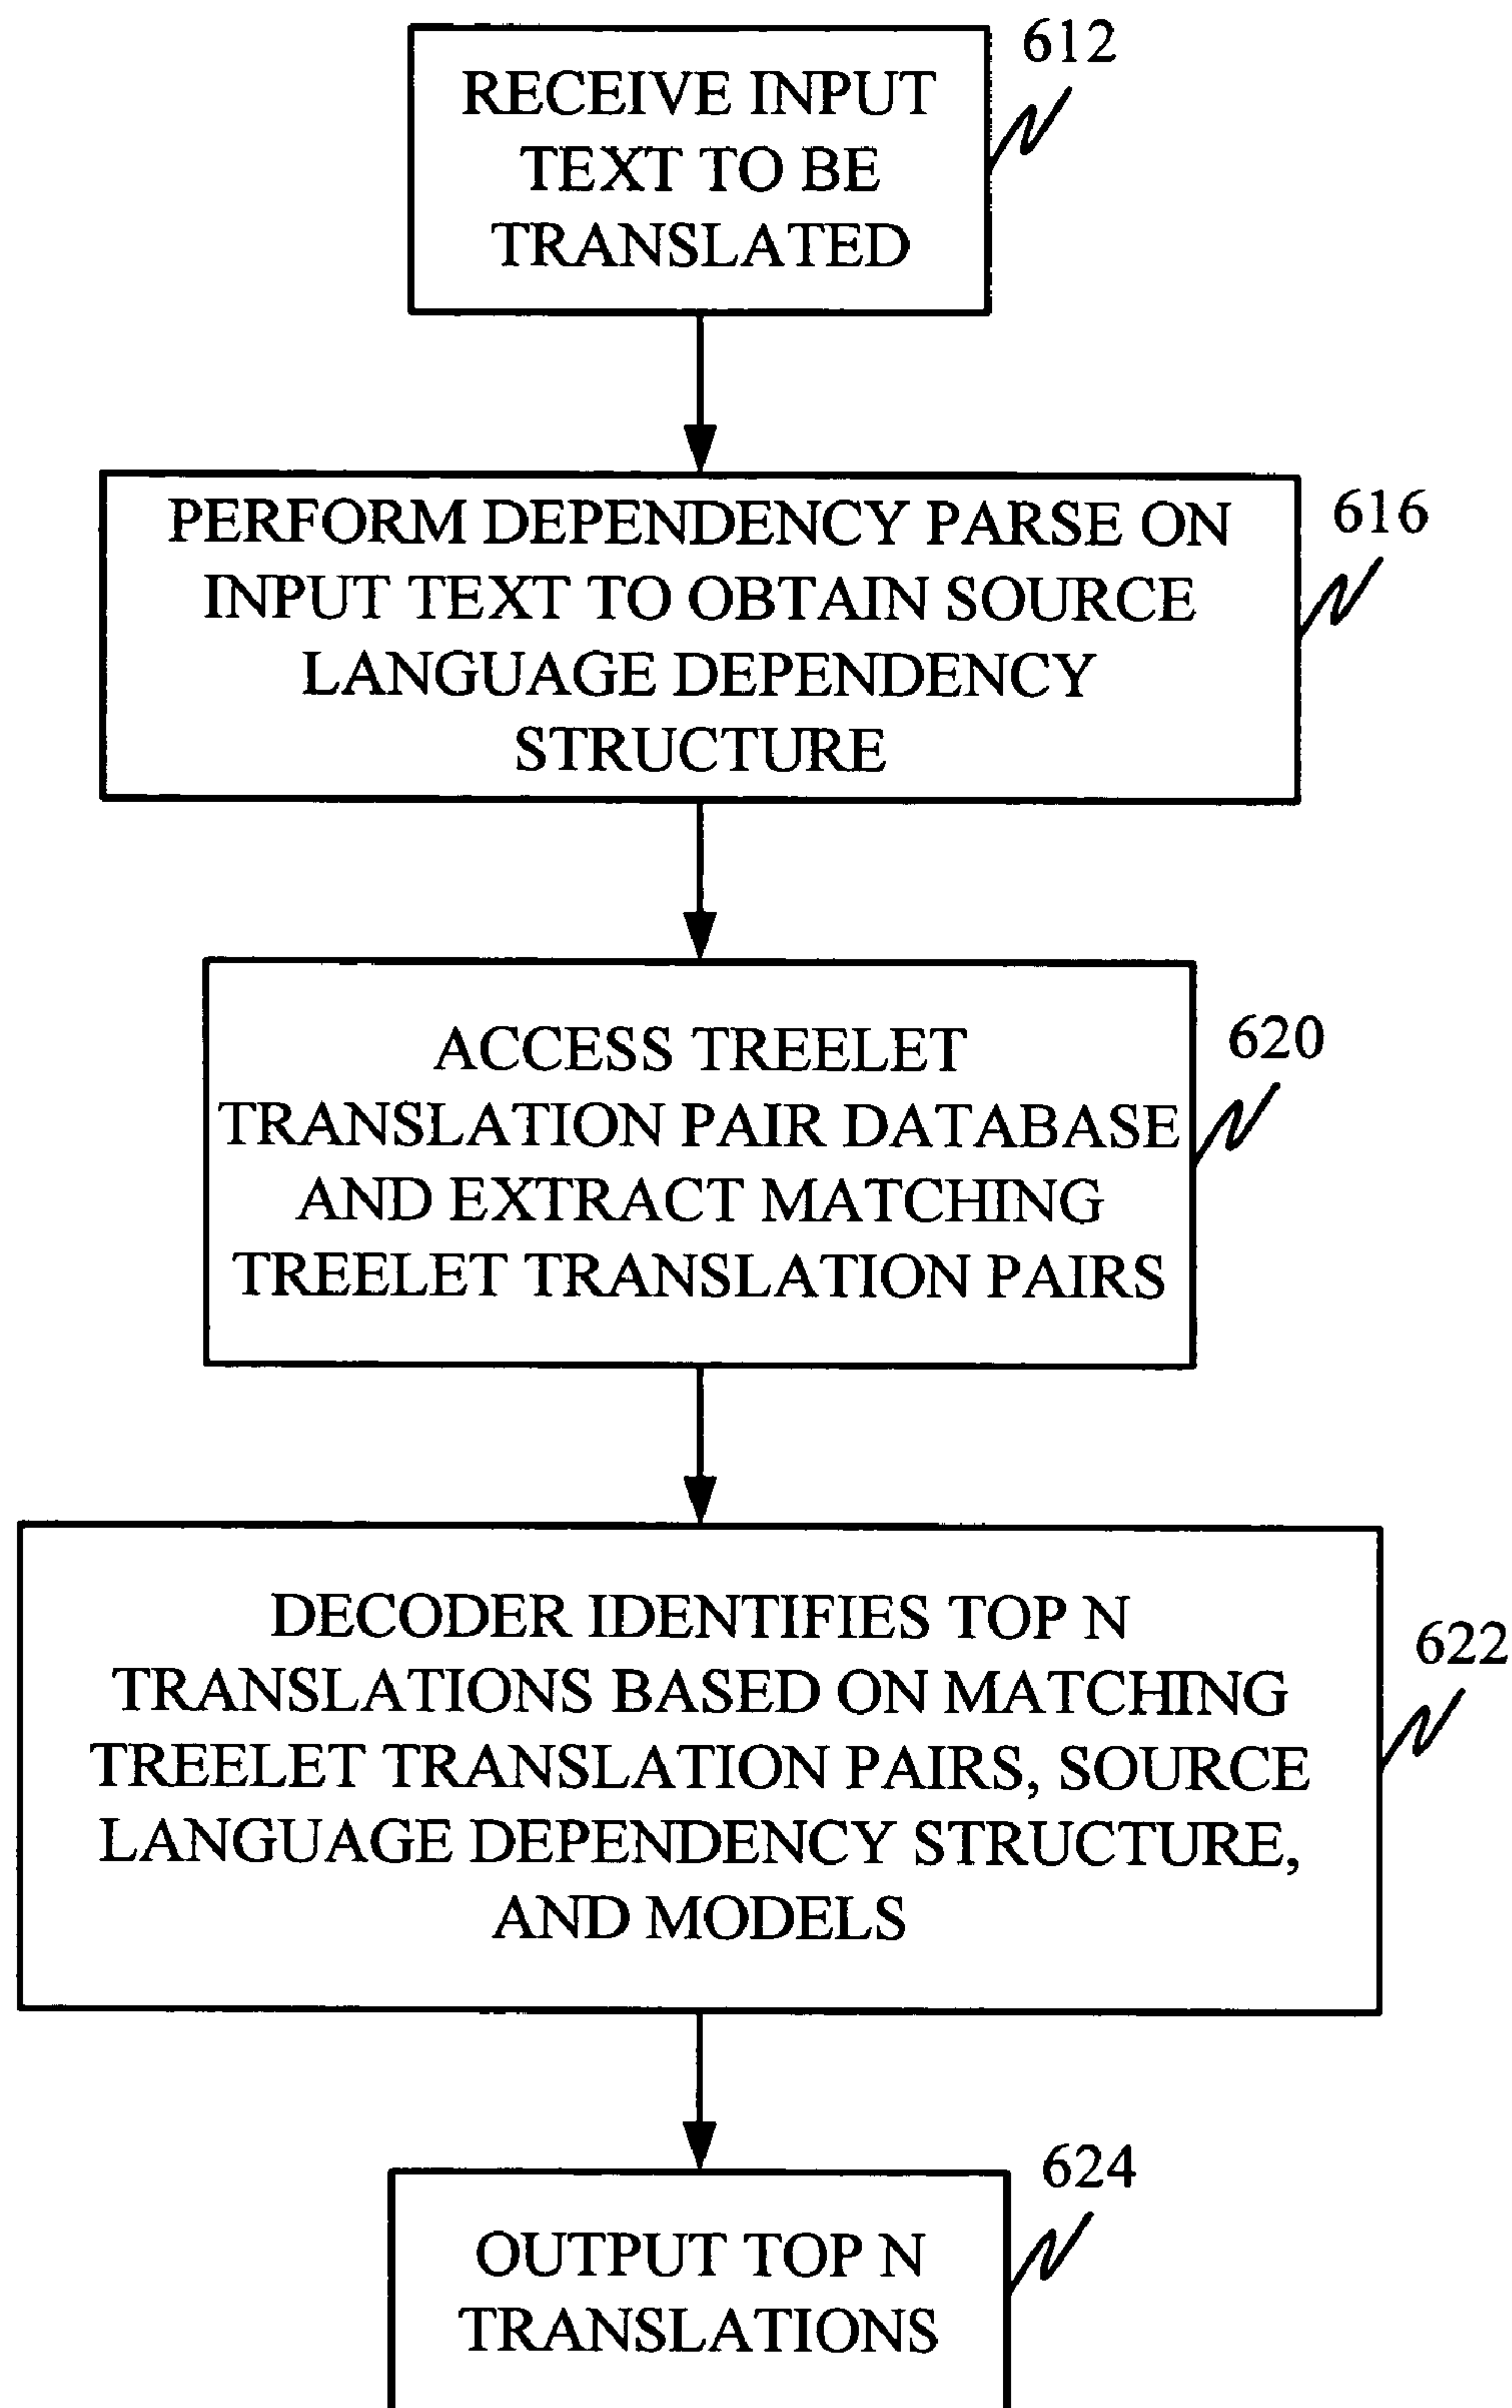 612
RECEIVE INPUT
TEXT TO BE
TRANSLATED
616
PERFORM DEPENDENCY PARSE ON
INPUT TEXT TO OBTAIN SOURCE
LANGUAGE DEPENDENCY
STRUCTURE
620
ACCESS TREELET
TRANSLATION PAIR DATABASE
AND EXTRACT MATCHING
TREELET TRANSLATION PAIRS
622
DECODER IDENTIFIES TOP N
TRANSLATIONS BASED ON MATCHING
TREELET TRANSLATION PAIRS, SOURCE
LANGUAGE DEPENDENCY STRUCTURE,
AND MODELS
624
OUTPUT TOP N
TRANSLATIONS